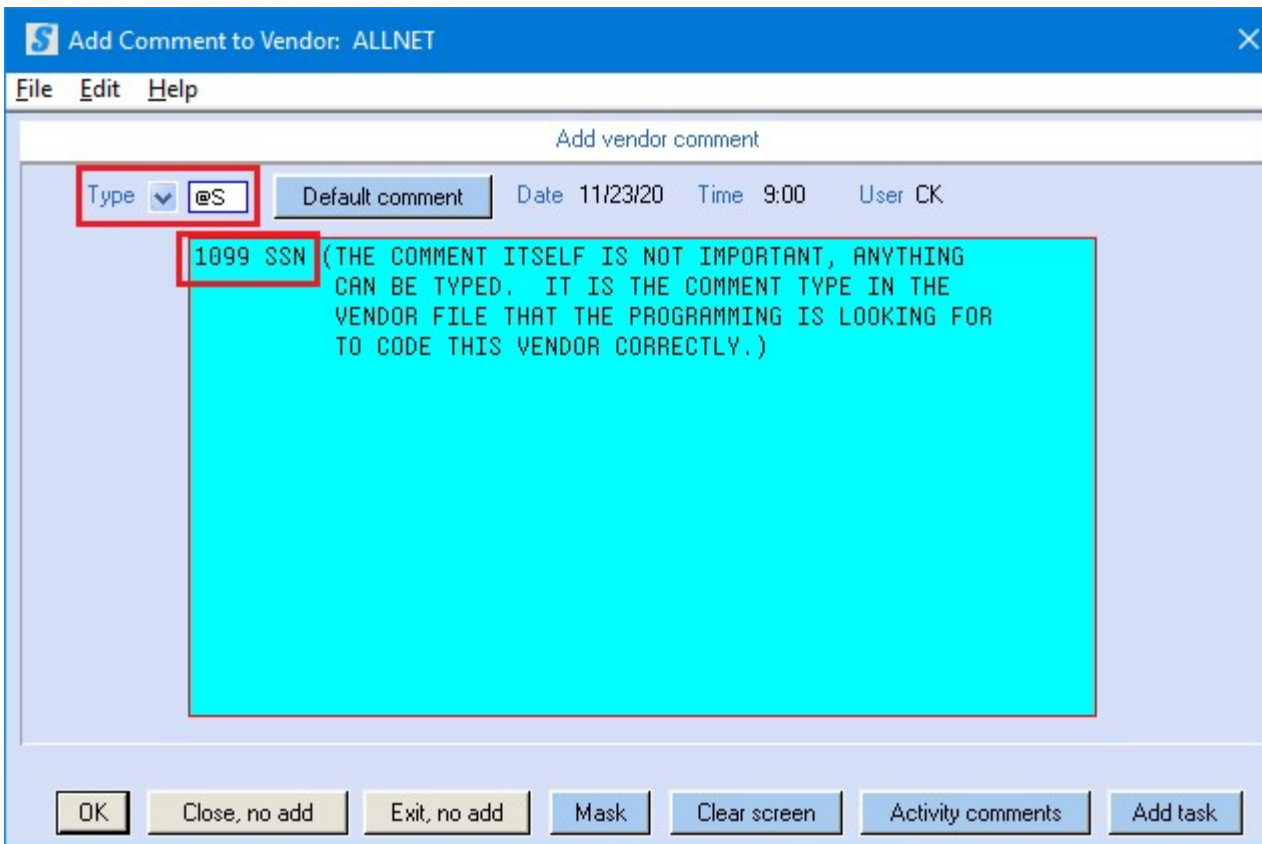 S Add Comment to Vendor: ALLNET
File Edit Help
Add vendor comment
Type @S Default comment Date 11/23/20 Time 9:00 User CK
1099 SSN (THE COMMENT ITSELF IS NOT IMPORTANT, ANYTHING
CAN BE TYPED. IT IS THE COMMENT TYPE IN THE
VENDOR FILE THAT THE PROGRAMMING IS LOOKING FOR
TO CODE THIS VENDOR CORRECTLY.)
OK Close, no add Exit, no add Mask Clear screen Activity comments Add task